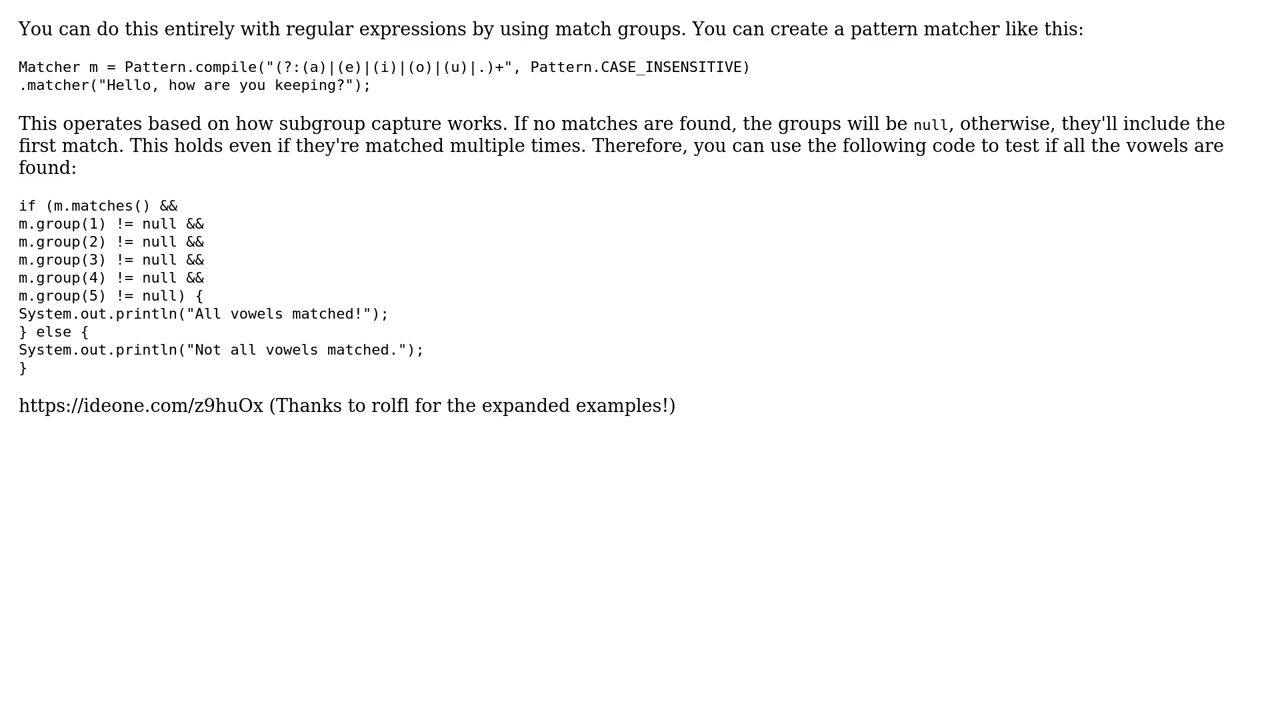 You can do this entirely with regular expressions by using match groups. You can create a pattern matcher like this:
Matcher m = Pattern.compile("(?:(a)|(e)|(i)|(o)|(u)|.)+", Pattern.CASE_INSENSITIVE)
.matcher("Hello, how are you keeping?");
This operates based on how subgroup capture works. If no matches are found, the groups will be null, otherwise, they'll include the
first match. This holds even if they're matched multiple times. Therefore, you can use the following code to test if all the vowels are
found:
if (m.matches() &&
m.group(1) != null &&
m.group(2) != null &&
m.group(3) != null &&
m.group(4) != null &&
m.group(5) != null) {
System.out.println("All vowels matched!");
} else {
System.out.println("Not all vowels matched.");
}
https://ideone.com/z9huOx (Thanks to rolfl for the expanded examples!)